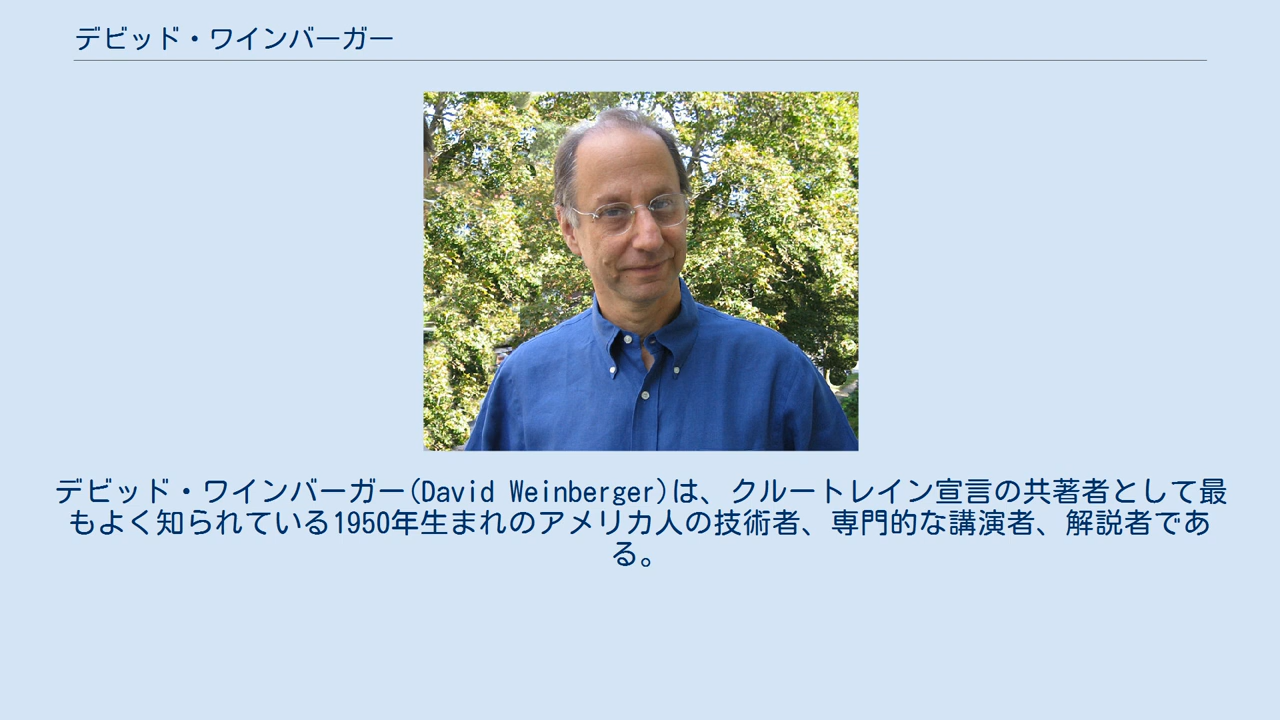 デビッド・ワインバーガー
デビッド・ワインバーガー(David Weinberger)は、クルートレイン宣言の共著者として最
もよく知られている1950年生まれのアメリカ人の技術者、専門的な講演者、解説者であ
る。